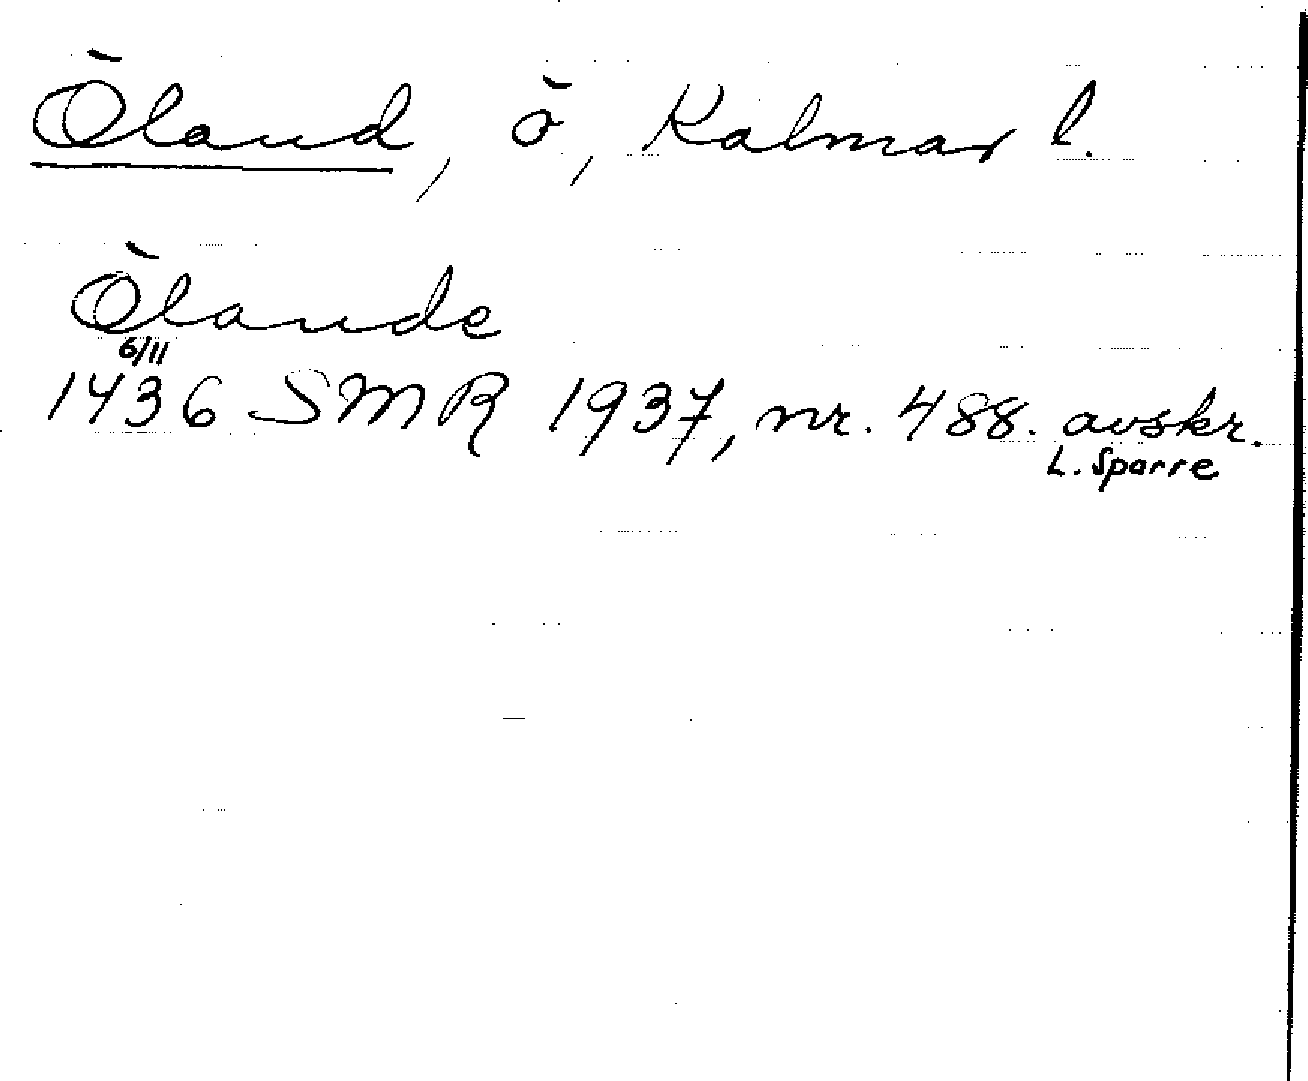 Öland, ö, Kalmar l.
Ölande
6/11
1436 SMR 1937, nr. 488. avskr.
L. Sparre